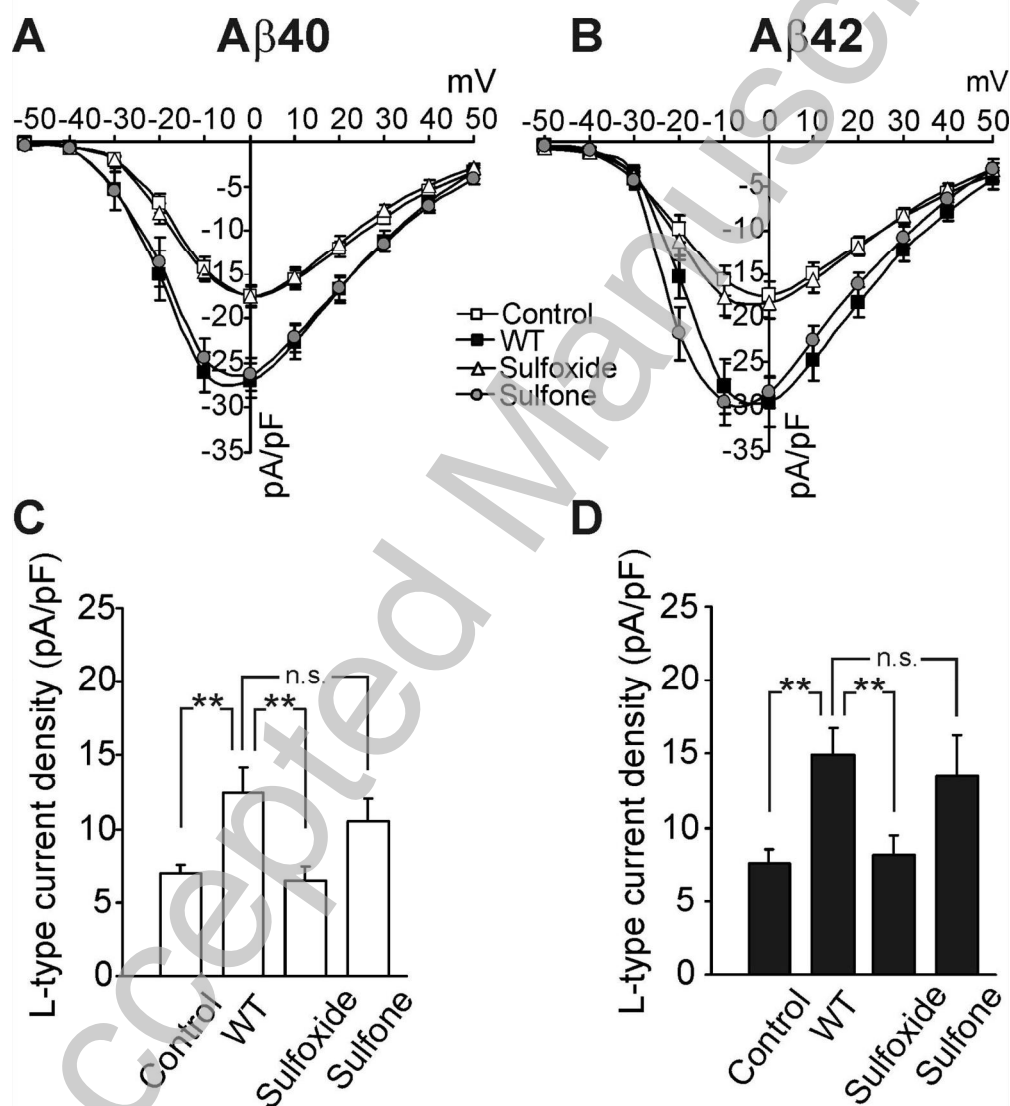 A Aβ40 B Aβ42
mV mV
-50 -40 -30 -20 -10 0 10 20 30 40 50 -50 -40 -30 -20 -10 0 10 20 30 40 50
-5 -5
-10 -10
-15 -15
-20 -20
-25 -25
-30 -30
-35 -35
pA/pF pA/pF
Control
WT
Sulfoxide
Sulfone
C D
L-type current density (pA/pF)
25
20
15
10
5
0
** ** n.s.
Control WT Sulfoxide Sulfone
L-type current density (pA/pF)
25
20
15
10
5
0
** ** n.s.
Control WT Sulfoxide Sulfone
ccepted Manusc